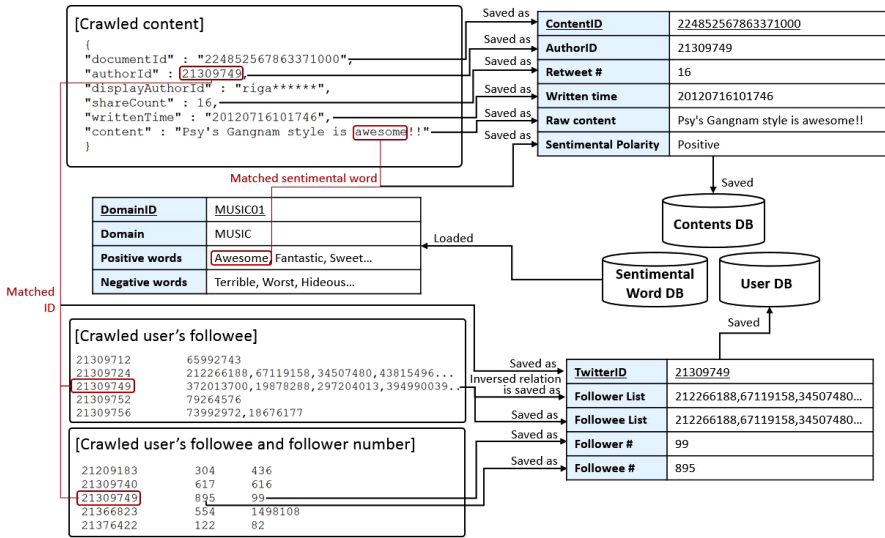 [Crawled content]
{
"documentId" : "224852567863371000",
"authorId" : 21309749,
"displayAuthorId" : "riga******",
"shareCount" : 16,
"writtenTime" : "20120716101746",
"content" : "Psy's Gangnam style is awesome!!"
}
Saved as
Saved as
Saved as
Saved as
Saved as
Saved as
ContentID 224852567863371000
AuthorID 21309749
Retweet # 16
Written time 20120716101746
Raw content Psy's Gangnam style is awesome!!
Sentimental Polarity Positive
Matched sentimental word
Saved
Contents DB
DomainID MUSIC01
Domain MUSIC
Positive words Awesome, Fantastic, Sweet...
Negative words Terrible, Worst, Hideous...
Loaded
Sentimental
Word DB
User DB
Matched
ID
Saved
[Crawled user's followee]
21309712 65992743
21309724 212266188,67119158,34507480,43815496...
21309749 372013700,19878288,297204013,394990039..
21309752 79264576
21309756 73992972,18676177
Saved as
Inversed relation
is saved as
Saved as
Saved as
Saved as
TwitterID 21309749
Follower List 212266188,67119158,34507480...
Followee List 212266188,67119158,34507480...
Follower # 99
Followee # 895
[Crawled user's followee and follower number]
21209183 304 436
21309740 617 616
21309749 895 99
21366823 554 1498108
21376422 122 82